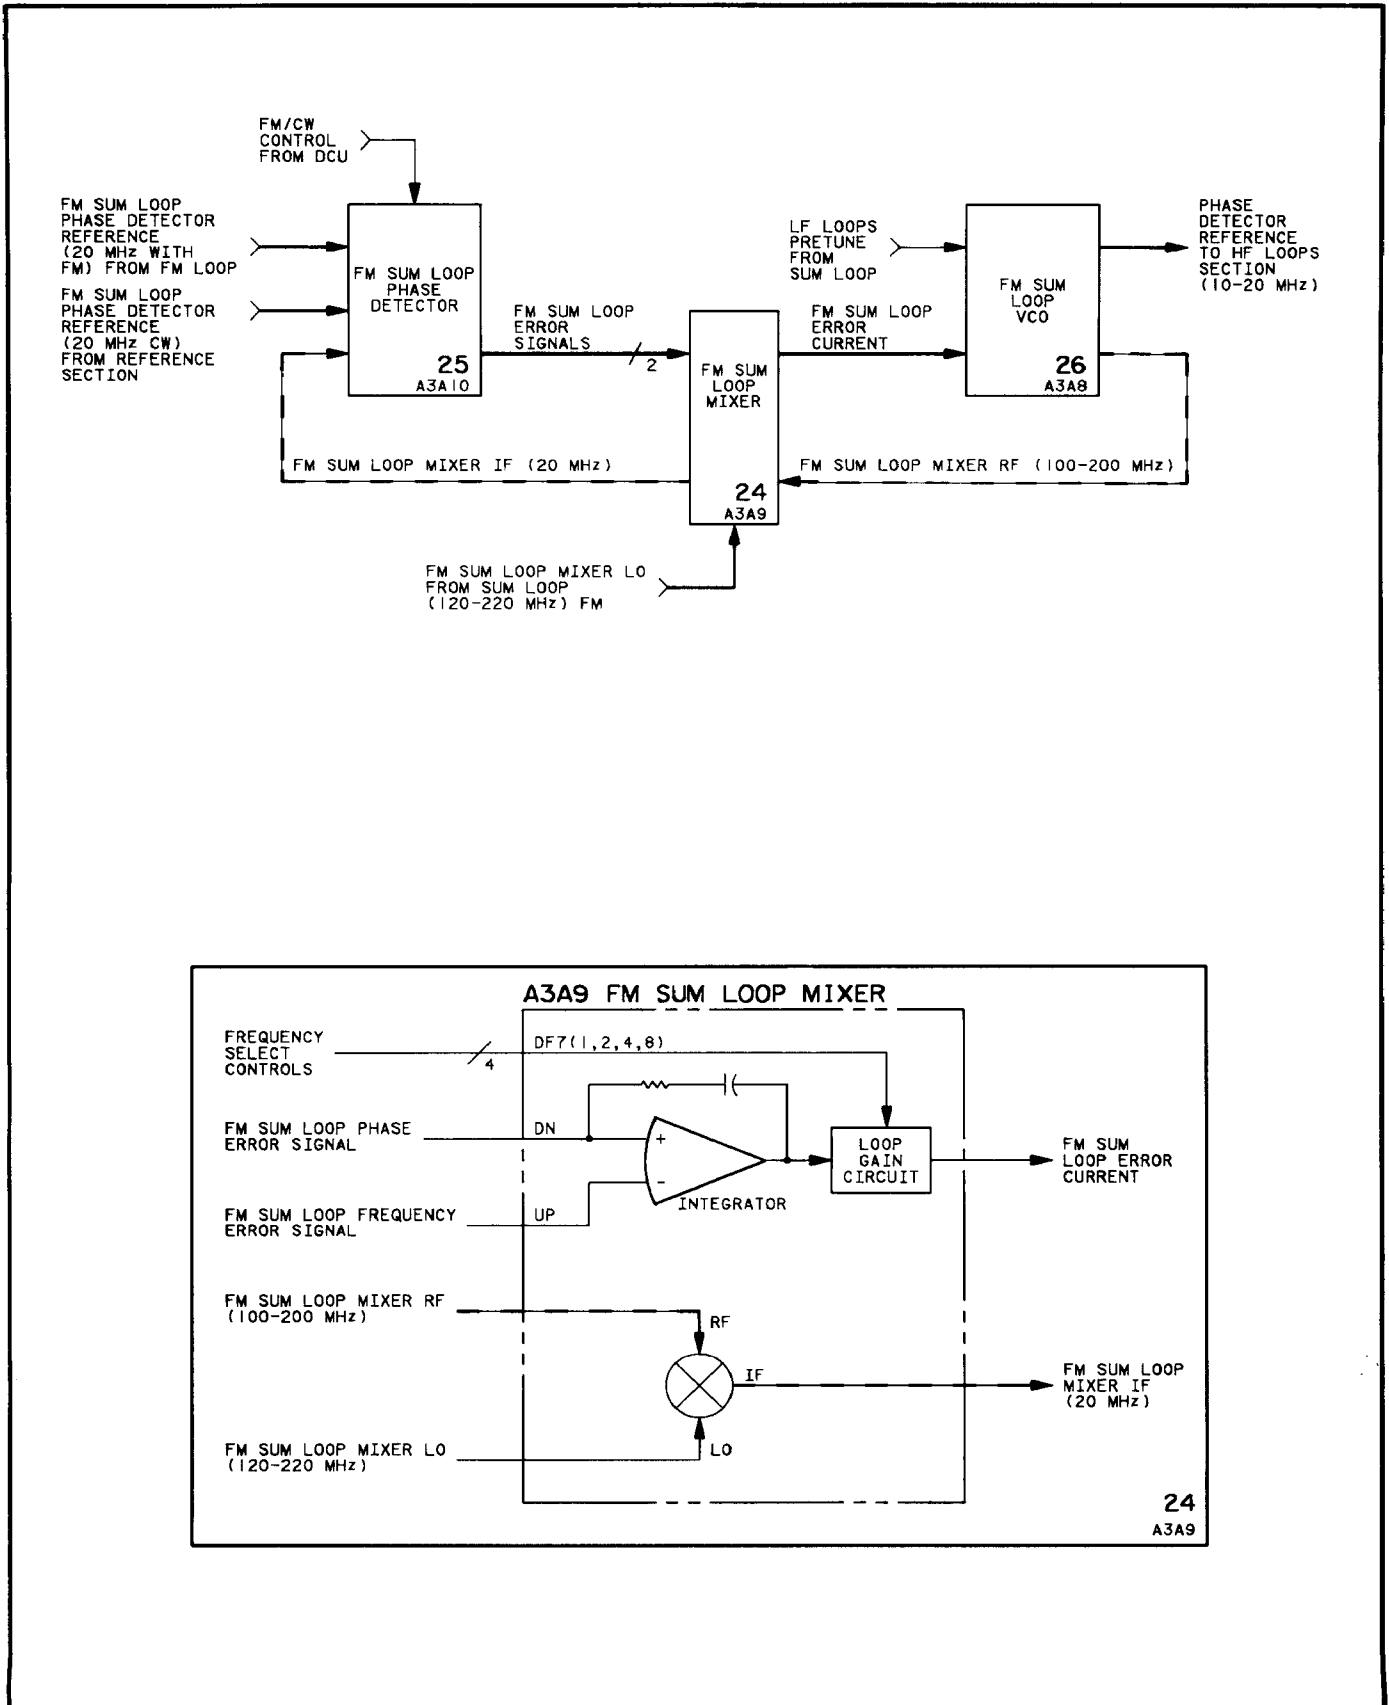 FM/CW
CONTROL
FROM DCU
FM SUM LOOP
PHASE DETECTOR
REFERENCE
(20 MHz WITH
FM) FROM FM LOOP
FM SUM LOOP
PHASE DETECTOR
REFERENCE
(20 MHz CW)
FROM REFERENCE
SECTION
FM SUM LOOP
PHASE
DETECTOR
25
A3A10
FM SUM LOOP
ERROR
SIGNALS
2
FM SUM
LOOP
MIXER
24
A3A9
FM SUM LOOP
ERROR
CURRENT
LF LOOPS
PRETUNE
FROM
SUM LOOP
FM SUM
LOOP
VCO
26
A3A8
PHASE
DETECTOR
REFERENCE
TO HF LOOPS
SECTION
(10-20 MHz)
FM SUM LOOP MIXER IF (20 MHz)
FM SUM LOOP MIXER RF (100-200 MHz)
FM SUM LOOP MIXER LO
FROM SUM LOOP
(120-220 MHz) FM
A3A9 FM SUM LOOP MIXER
FREQUENCY
SELECT
CONTROLS
4
DF7(1,2,4,8)
FM SUM LOOP PHASE
ERROR SIGNAL
DN
+
-
INTEGRATOR
LOOP
GAIN
CIRCUIT
FM SUM
LOOP ERROR
CURRENT
FM SUM LOOP FREQUENCY
ERROR SIGNAL
UP
FM SUM LOOP MIXER RF
(100-200 MHz)
RF
IF
FM SUM LOOP
MIXER IF
(20 MHz)
FM SUM LOOP MIXER LO
(120-220 MHz)
LO
24
A3A9